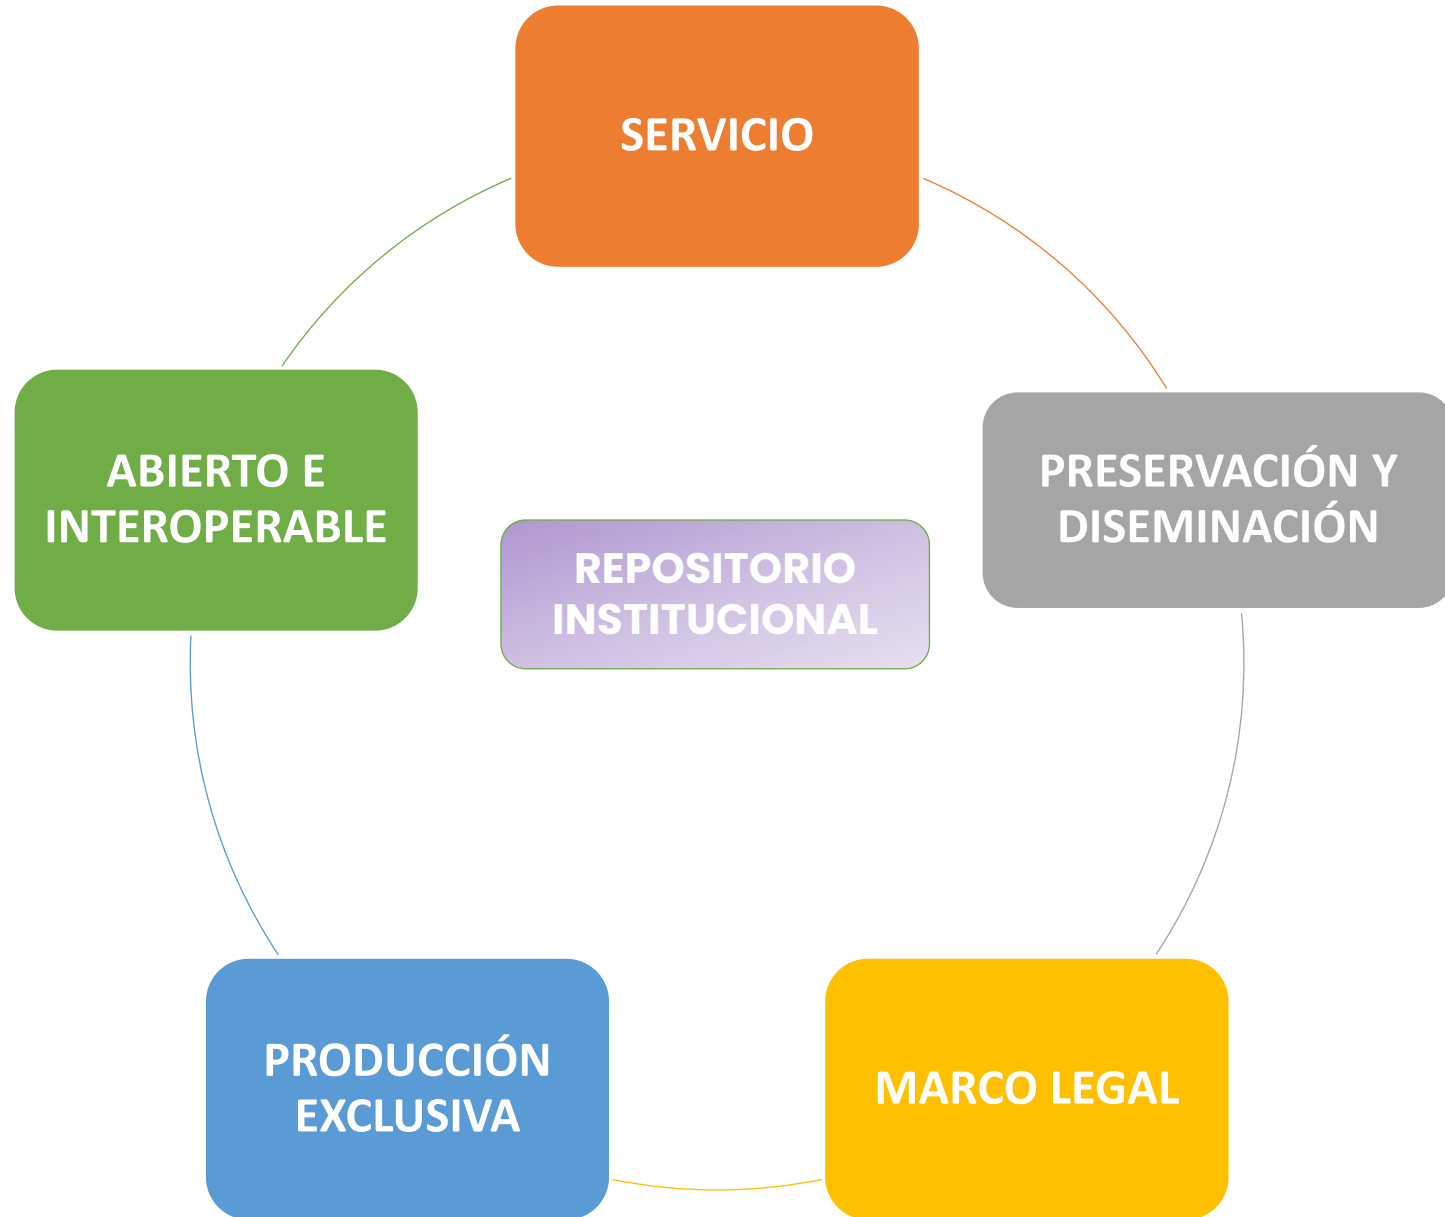 SERVICIO
ABIERTO E
INTEROPERABLE
PRESERVACIÓN Y
DISEMINACIÓN
REPOSITORIO
INSTITUCIONAL
PRODUCCIÓN
EXCLUSIVA
MARCO LEGAL